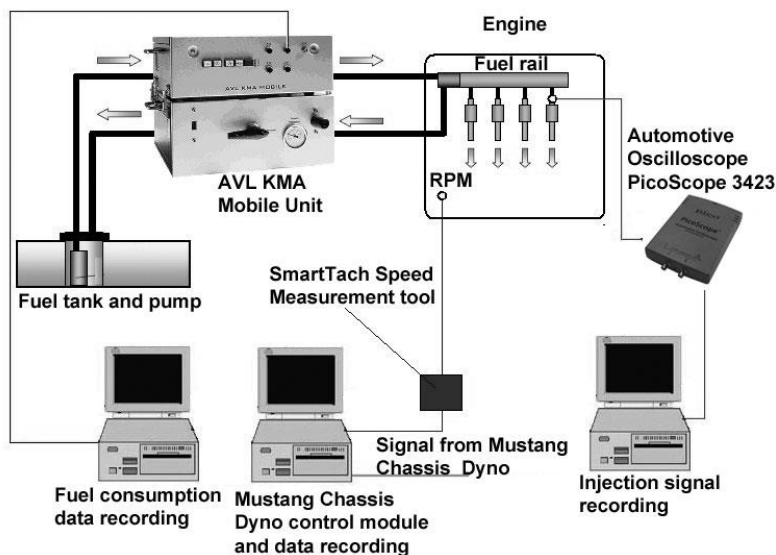 Engine
Fuel rail
AVL KMA MOBILE
Automotive
Oscilloscope
PicoScope 3423
AVL KMA
Mobile Unit
RPM
pico
PicoScope
Fuel tank and pump
SmartTach Speed
Measurement tool
Signal from Mustang
Chassis Dyno
Fuel consumption
data recording
Mustang Chassis
Dyno control module
and data recording
Injection signal
recording